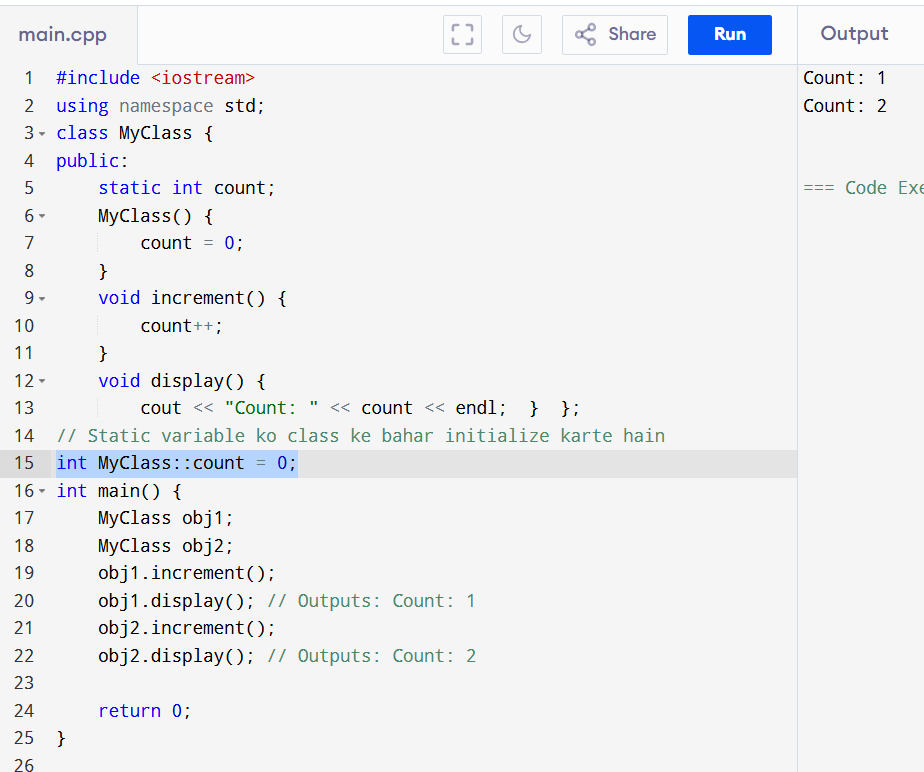 main.cpp
Share
Run
Output
1 #include <iostream>
2 using namespace std;
3 class MyClass {
4 public:
5     static int count;
6     MyClass() {
7         count = 0;
8     }
9     void increment() {
10         count++;
11     }
12     void display() {
13         cout << "Count: " << count << endl;  }  };
14 // Static variable ko class ke bahar initialize karte hain
15 int MyClass::count = 0;
16 int main() {
17     MyClass obj1;
18     MyClass obj2;
19     obj1.increment();
20     obj1.display(); // Outputs: Count: 1
21     obj2.increment();
22     obj2.display(); // Outputs: Count: 2
23
24     return 0;
25 }
26
Count: 1
Count: 2
=== Code Exe